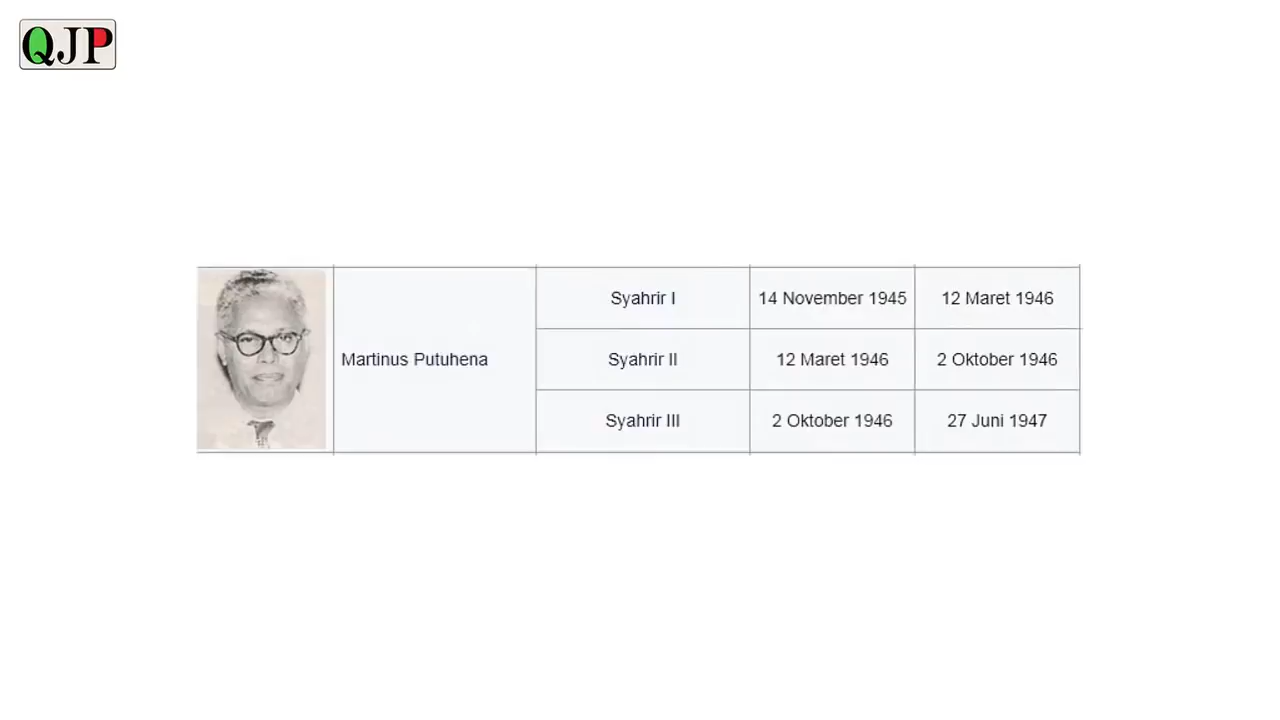 QJP
Syahrir I 14 November 1945 12 Maret 1946
Martinus Putuhena Syahrir II 12 Maret 1946 2 Oktober 1946
Syahrir III 2 Oktober 1946 27 Juni 1947